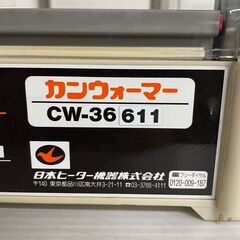 カンウォーマー
CW-36 611
日本ヒーター機器株式会社
〒140 東京都品川区南大井3-21-11 ☎03-3768-4111
フリーダイヤル
0120-009-187